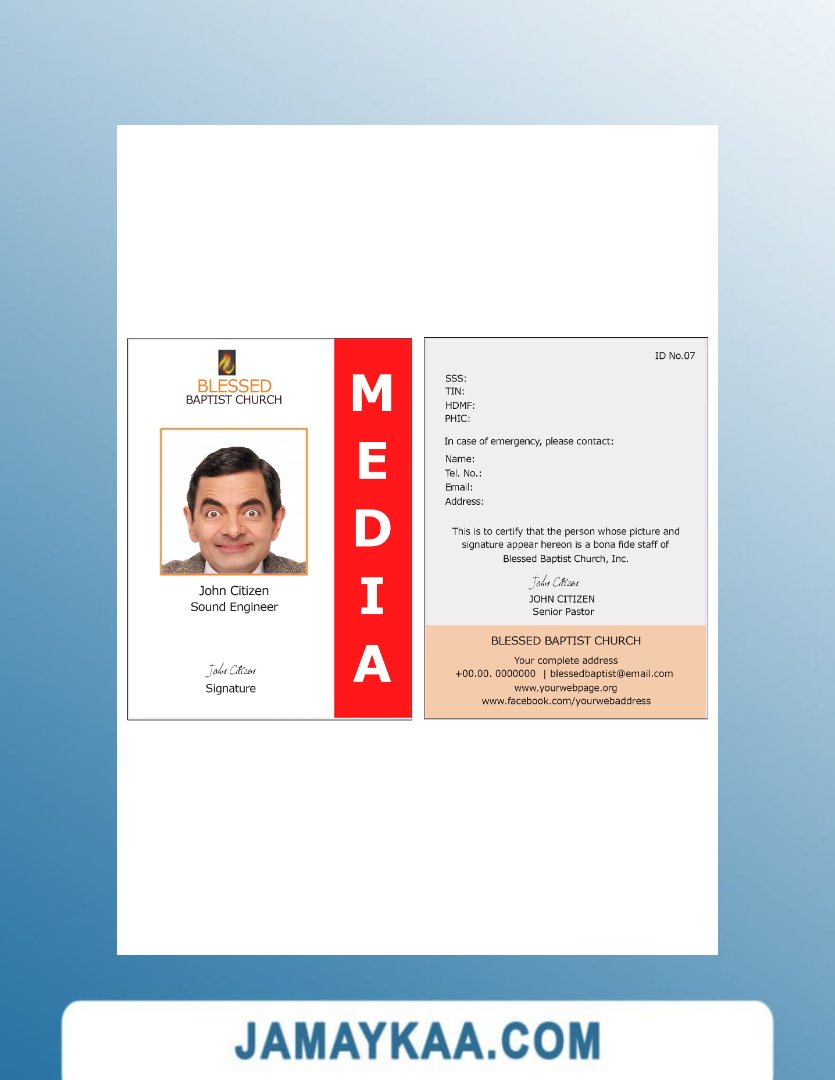 BLESSED
BAPTIST CHURCH
John Citizen
Sound Engineer
John Citizen
Signature
M
E
D
I
A
ID No.07
SSS:
TIN:
HDMF:
PHIC:
In case of emergency, please contact:
Name:
Tel. No.:
Email:
Address:
This is to certify that the person whose picture and
signature appear hereon is a bona fide staff of
Blessed Baptist Church, Inc.
John Citizen
JOHN CITIZEN
Senior Pastor
BLESSED BAPTIST CHURCH
Your complete address
+00.00. 0000000 | blessedbaptist@email.com
www.yourwebpage.org
www.facebook.com/yourwebaddress
JAMAYKAA.COM